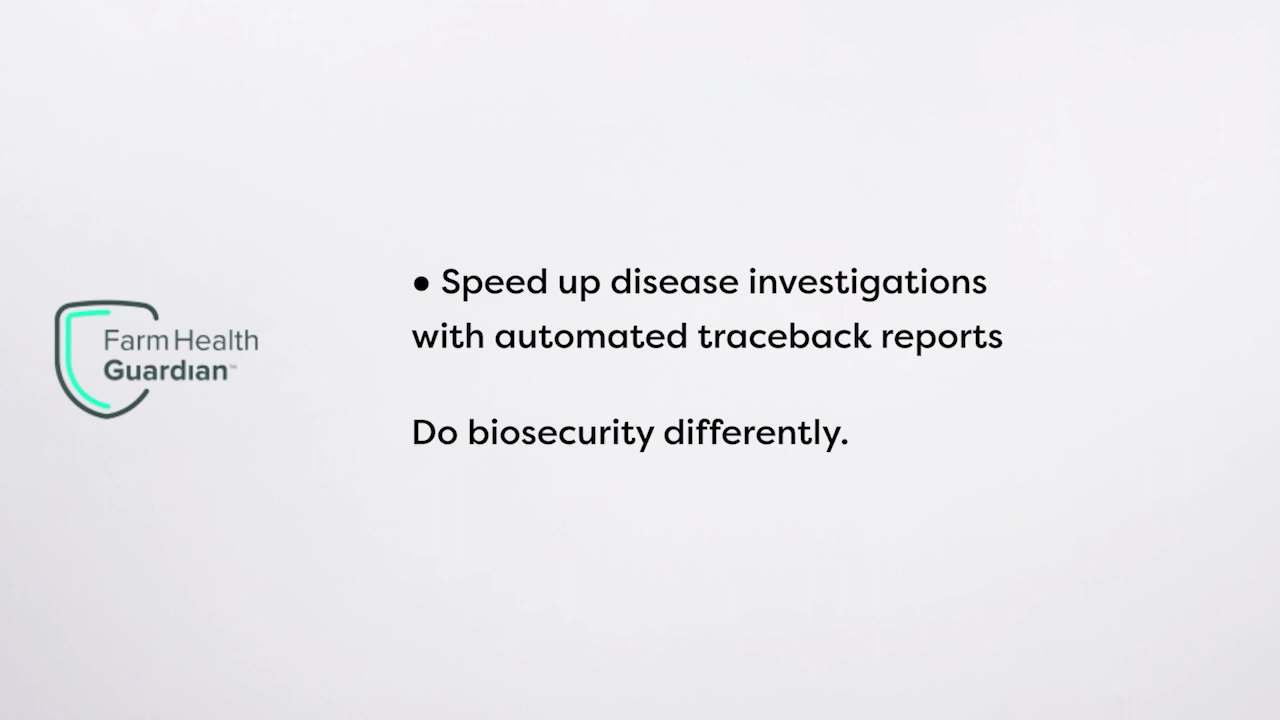 Farm Health
Guardian™
● Speed up disease investigations
with automated traceback reports
Do biosecurity differently.